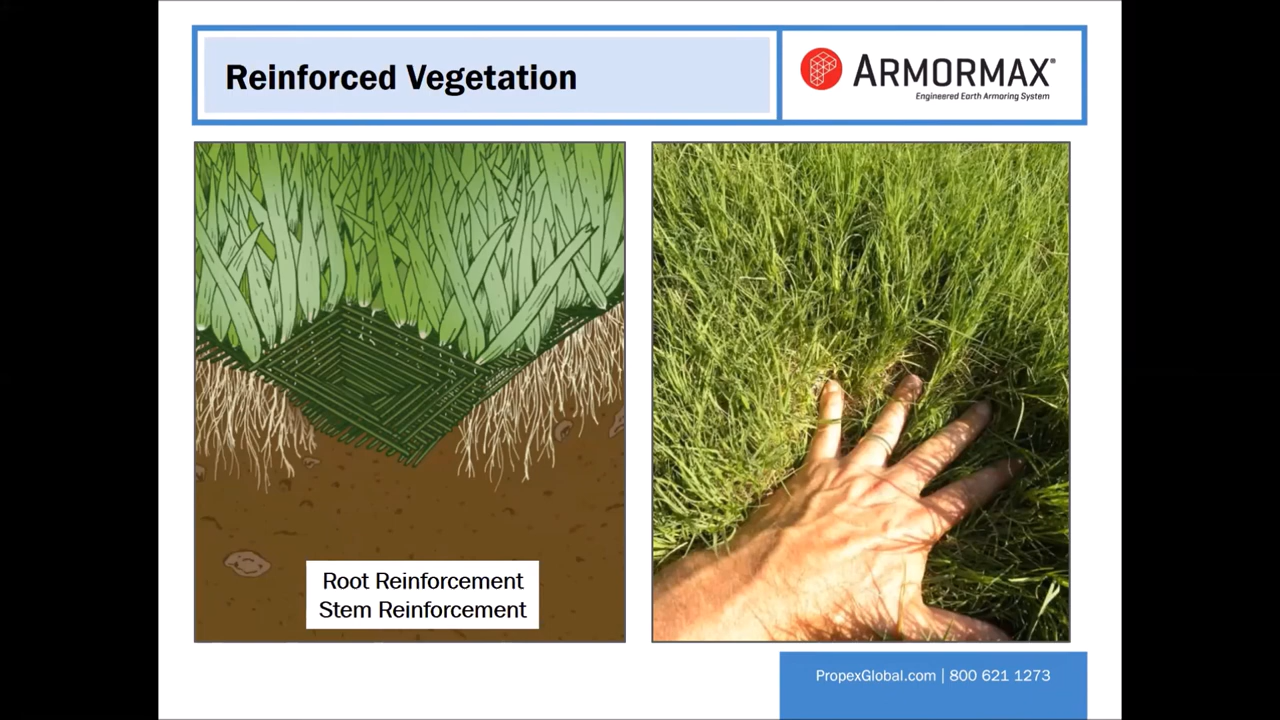 Reinforced Vegetation
ARMORMAX®
Engineered Earth Armoring System
Root Reinforcement
Stem Reinforcement
PropexGlobal.com | 800 621 1273